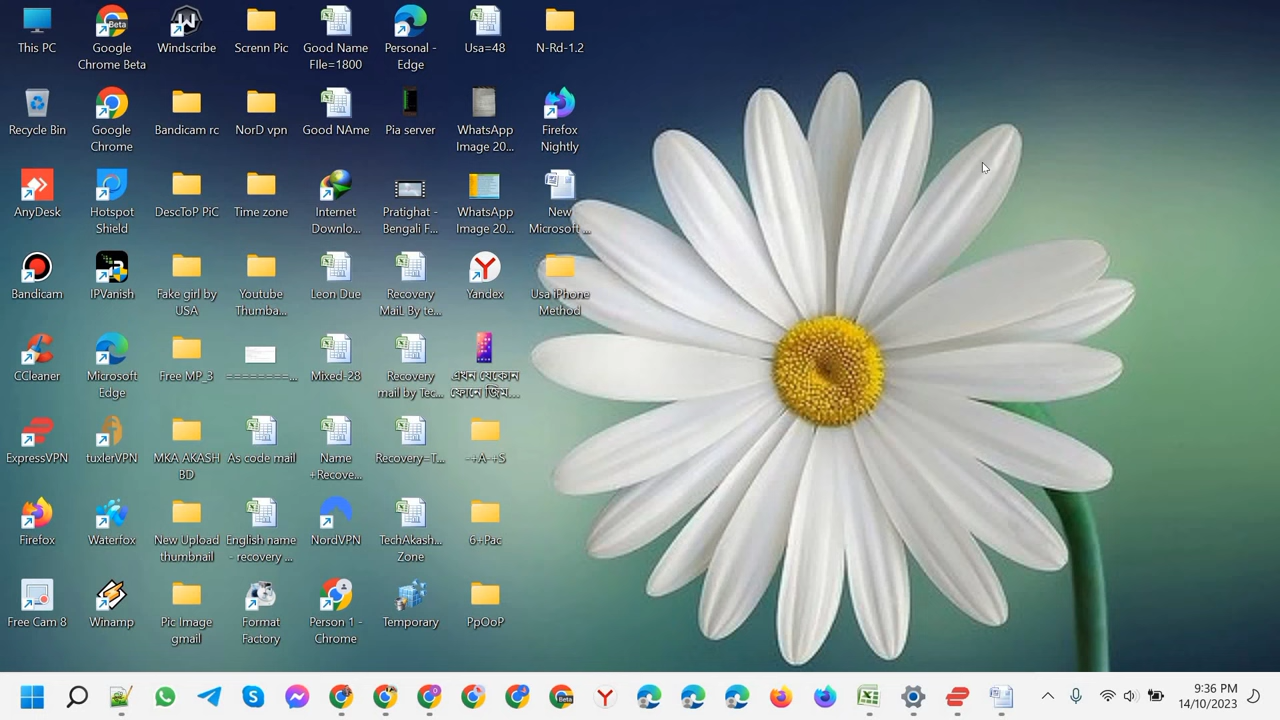 This PC
Google
Chrome Beta
Windscribe
Screnn Pic
Good Name
FIle=1800
Personal -
Edge
Usa=48
N-Rd-1.2
Recycle Bin
Google
Chrome
Bandicam rc
NorD vpn
Good NAme
Pia server
WhatsApp
Image 20...
Firefox
Nightly
AnyDesk
Hotspot
Shield
DescToP PiC
Time zone
Internet
Downlo...
Pratighat -
Bengali F...
WhatsApp
Image 20...
New
Microsoft ...
Bandicam
IPVanish
Fake girl by
USA
Youtube
Thumba...
Leon Due
Recovery
MaiL By te...
Yandex
Usa iPhone
Method
CCleaner
Microsoft
Edge
Free MP_3
========...
Mixed-28
Recovery
mail by Tec...
এখন যেকোন
ফোনে জিম...
ExpressVPN
tuxlerVPN
MKA AKASH
BD
As code mail
Name
+Recove...
Recovery=T...
-+A-+S
Firefox
Waterfox
New Upload
thumbnail
English name
- recovery ...
NordVPN
TechAkash...
Zone
6+Pac
Free Cam 8
Winamp
Pic Image
gmail
Format
Factory
Person 1 -
Chrome
Temporary
PpOoP
Beta
9:36 PM
14/10/2023